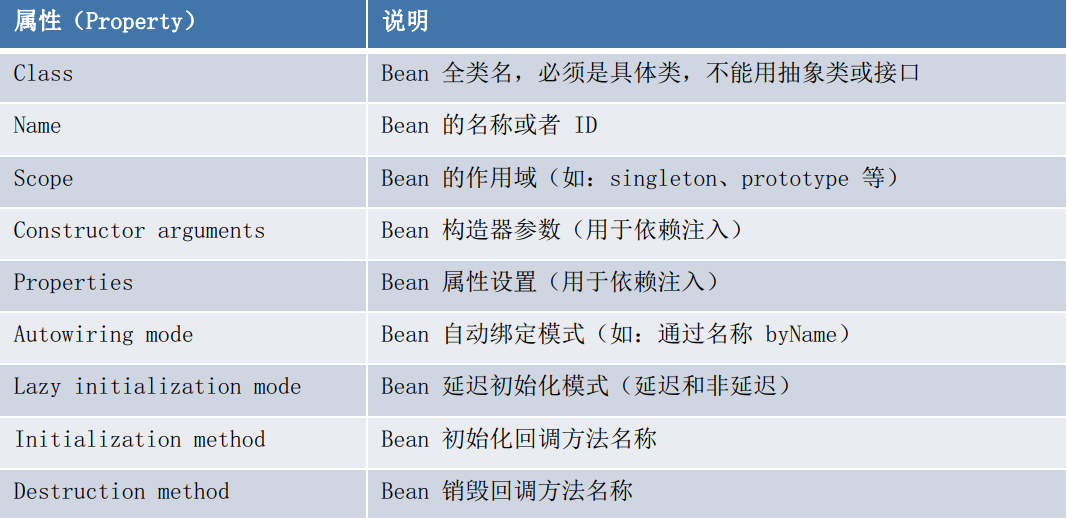 属性（Property） 说明
Class Bean 全类名，必须是具体类，不能用抽象类或接口
Name Bean 的名称或者 ID
Scope Bean 的作用域（如：singleton、prototype 等）
Constructor arguments Bean 构造器参数（用于依赖注入）
Properties Bean 属性设置（用于依赖注入）
Autowiring mode Bean 自动绑定模式（如：通过名称 byName）
Lazy initialization mode Bean 延迟初始化模式（延迟和非延迟）
Initialization method Bean 初始化回调方法名称
Destruction method Bean 销毁回调方法名称